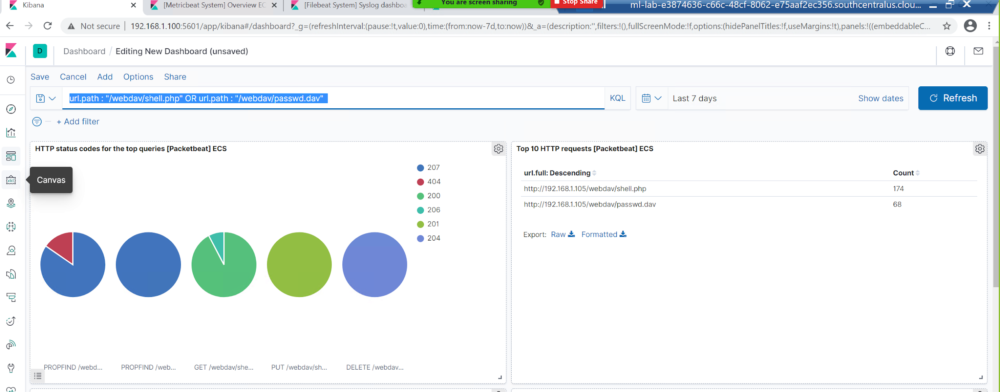 Kibana
[Metricbeat System] Overview EC
[Filebeat System] Syslog dashboa
You are screen sharing
Stop Share
ml-lab-e3874636-c66c-48cf-8062-e75aaf2ec356.southcentralus.clou...
Not secure
192.168.1.100:5601/app/kibana#/dashboard?_g=(refreshInterval:(pause:!t,value:0),time:(from:now-7d,to:now))&_a=(description:'',filters:!(),fullScreenMode:!f,options:(hidePanelTitles:!f,useMargins:!t),panels:!((embeddableC...
D
Dashboard / Editing New Dashboard (unsaved)
Save Cancel Add Options Share
url.path : "/webdav/shell.php" OR url.path : "/webdav/passwd.dav"
KQL
Last 7 days
Show dates
Refresh
+ Add filter
Canvas
HTTP status codes for the top queries [Packetbeat] ECS
207
404
200
206
201
204
PROPFIND /webd...
PROPFIND /web...
GET /webdav/she...
PUT /webdav/sh...
DELETE /webdav...
Top 10 HTTP requests [Packetbeat] ECS
url.full: Descending Count
http://192.168.1.105/webdav/shell.php 174
http://192.168.1.105/webdav/passwd.dav 68
Export: Raw Formatted